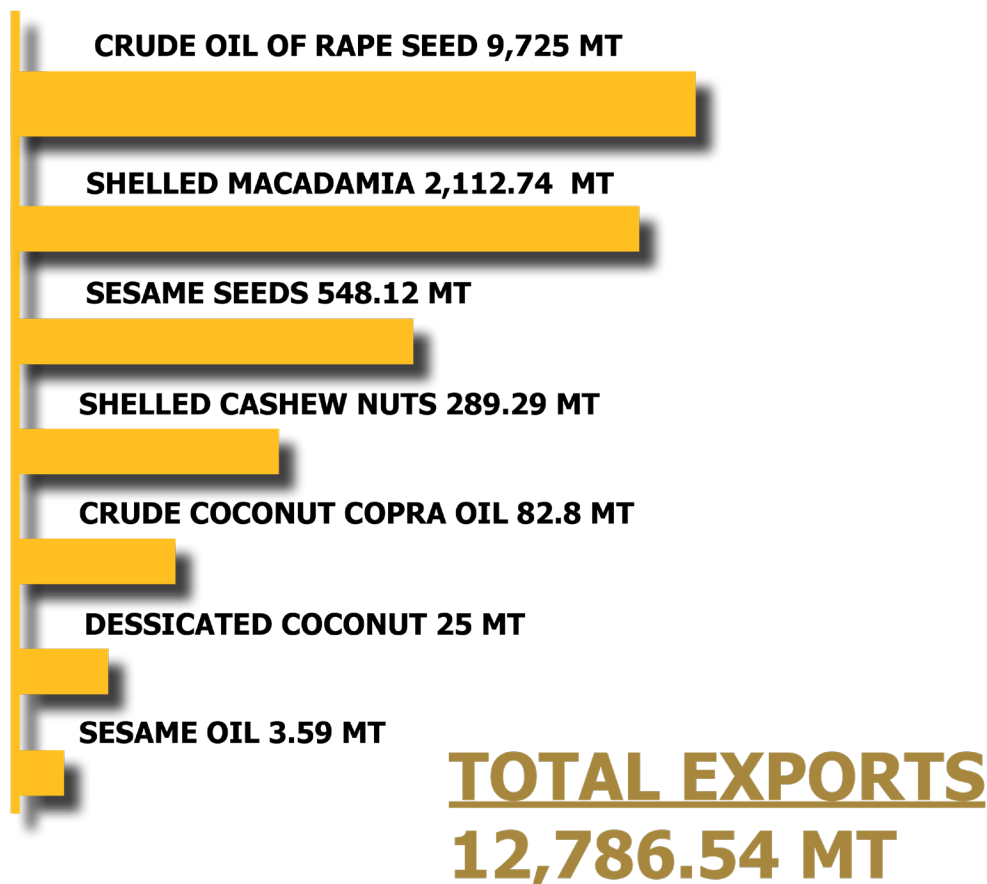 CRUDE OIL OF RAPE SEED 9,725 MT
SHELLED MACADAMIA 2,112.74 MT
SESAME SEEDS 548.12 MT
SHELLED CASHEW NUTS 289.29 MT
CRUDE COCONUT COPRA OIL 82.8 MT
DESSICATED COCONUT 25 MT
SESAME OIL 3.59 MT
TOTAL EXPORTS
12,786.54 MT